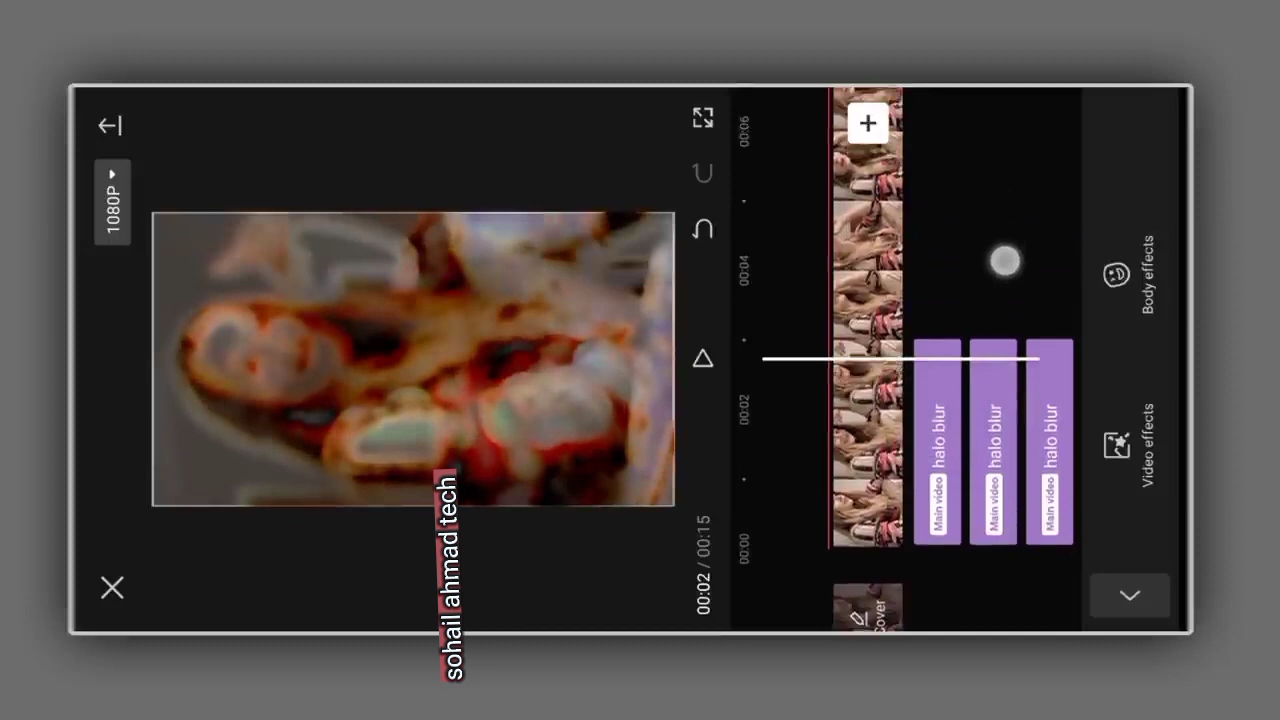 1080P
00:02 / 00:15
00:00
00:02
00:04
00:06
Cover
Main video halo blur
Main video halo blur
Main video halo blur
Video effects
Body effects
sohail ahmad tech